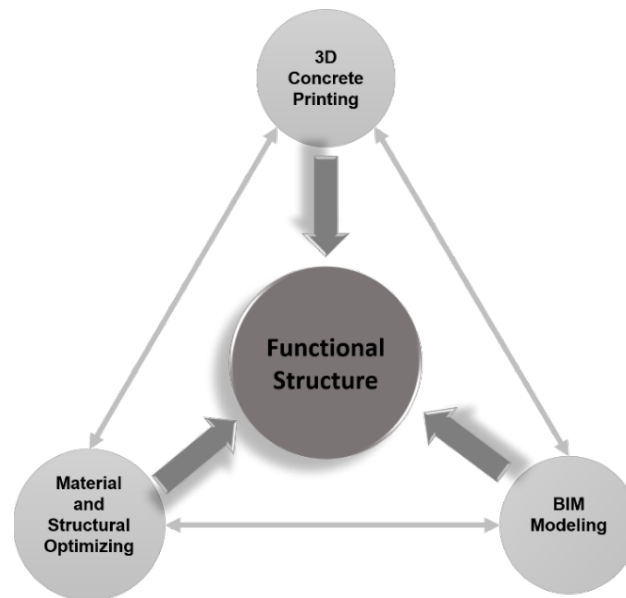 3D
Concrete
Printing
Functional
Structure
Material
and
Structural
Optimizing
BIM
Modeling